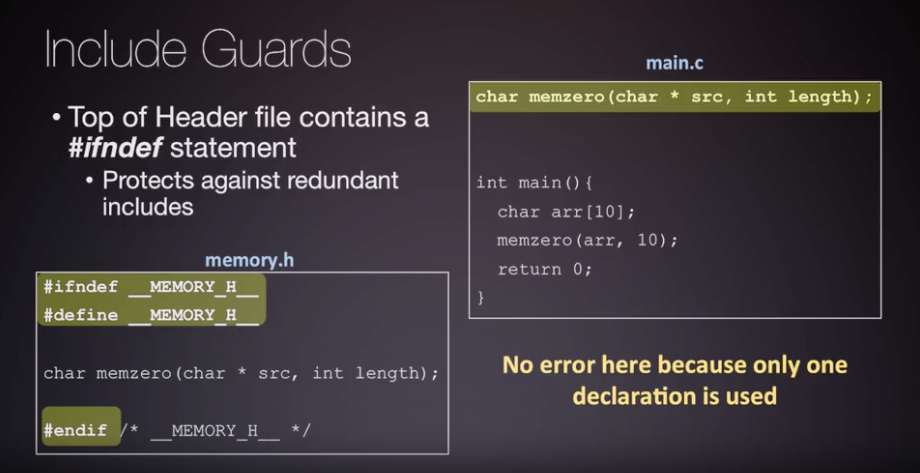 Include Guards
• Top of Header file contains a
#ifndef statement
• Protects against redundant
includes
memory.h
#ifndef __MEMORY_H__
#define __MEMORY_H__
char memzero(char * src, int length);
#endif /* __MEMORY_H__ */
main.c
char memzero(char * src, int length);
int main(){
char arr[10];
memzero(arr, 10);
return 0;
}
No error here because only one
declaration is used